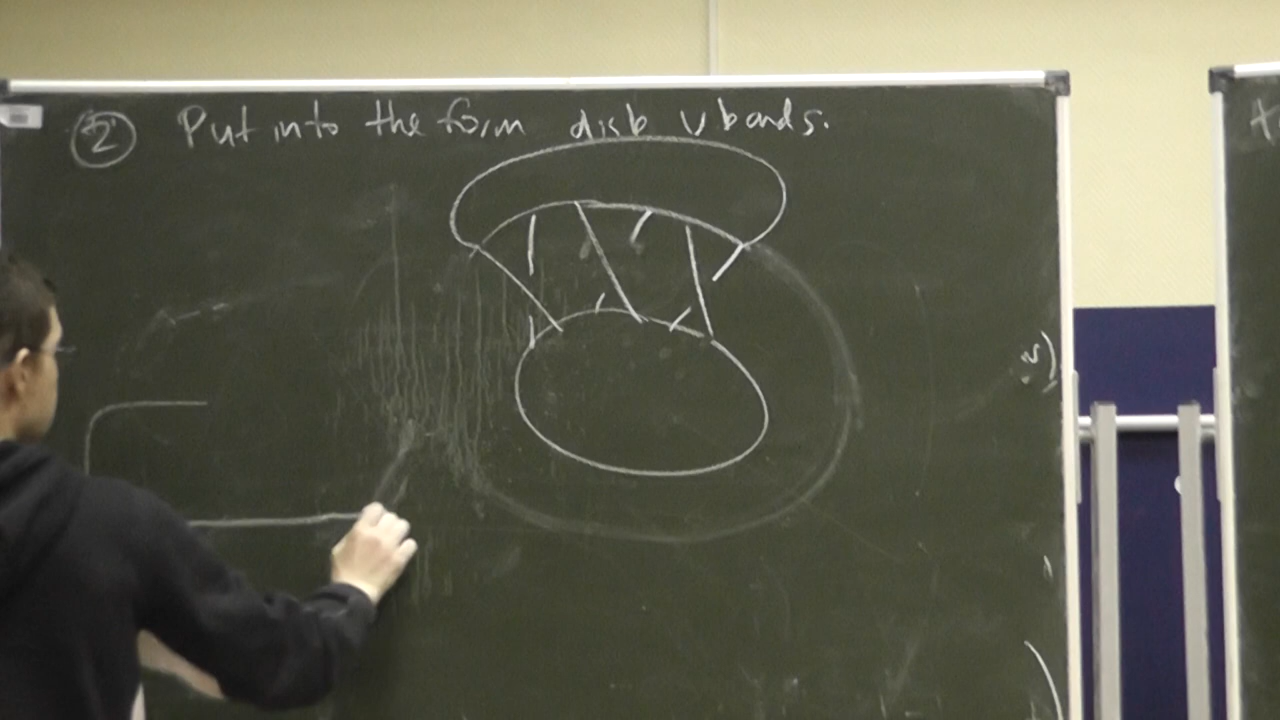 ② Put into the form disk ∪ bands.